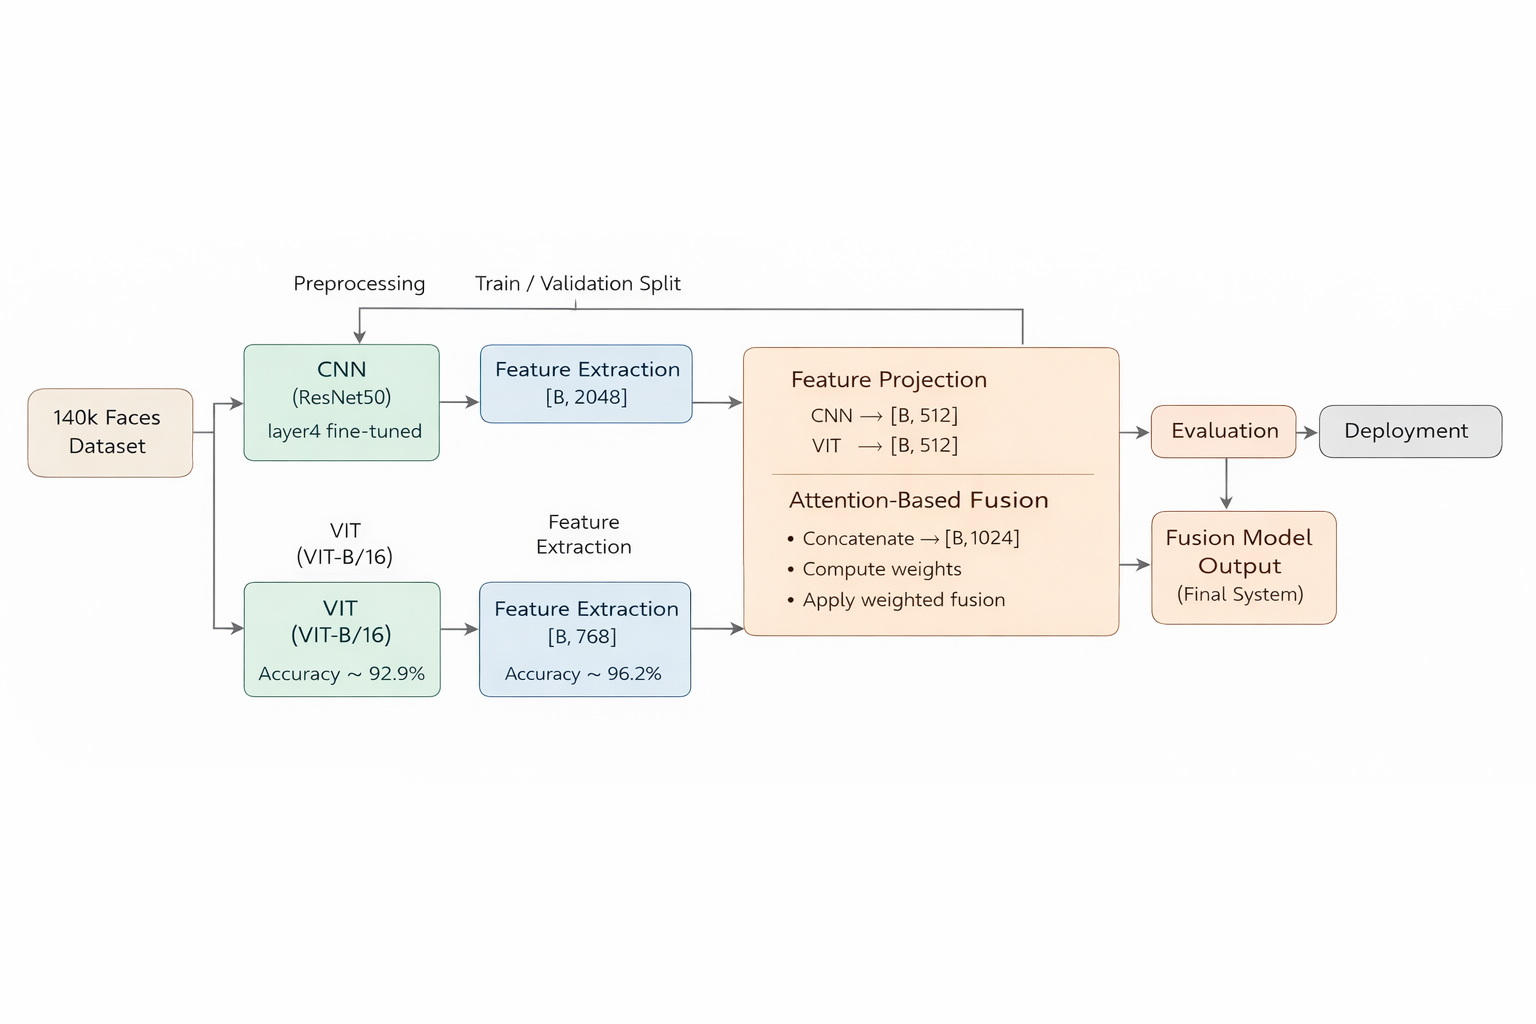 Preprocessing
Train / Validation Split
140k Faces
Dataset
CNN
(ResNet50)
layer4 fine-tuned
Feature Extraction
[B, 2048]
VIT
(VIT-B/16)
Feature
Extraction
VIT
(VIT-B/16)
Accuracy ~ 92.9%
Feature Extraction
[B, 768]
Accuracy ~ 96.2%
Feature Projection
CNN → [B, 512]
VIT → [B, 512]
Attention-Based Fusion
• Concatenate → [B, 1024]
• Compute weights
• Apply weighted fusion
Evaluation
Deployment
Fusion Model
Output
(Final System)